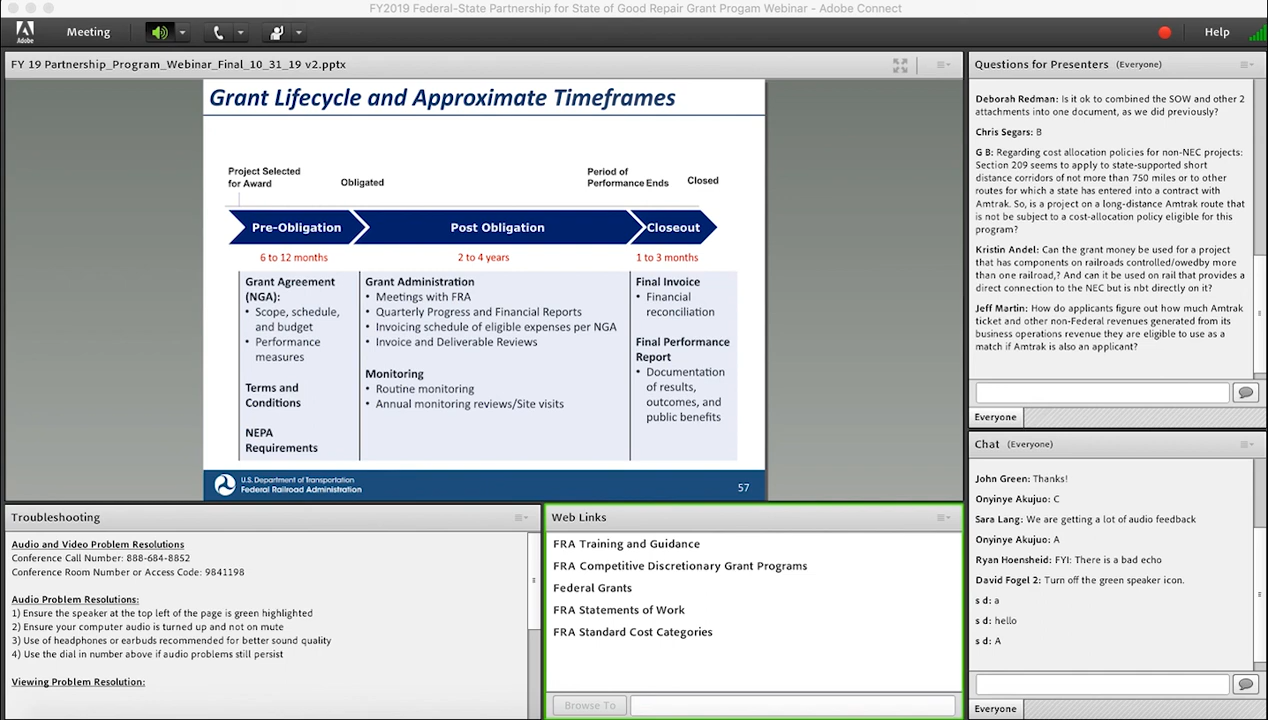 FY2019 Federal-State Partnership for State of Good Repair Grant Progam Webinar - Adobe Connect
Adobe
Meeting
Help
FY 19 Partnership_Program_Webinar_Final_10_31_19 v2.pptx
Grant Lifecycle and Approximate Timeframes
Project Selected
for Award
Obligated
Period of
Performance Ends
Closed
Pre-Obligation
Post Obligation
Closeout
6 to 12 months
2 to 4 years
1 to 3 months
Grant Agreement
(NGA):
• Scope, schedule,
and budget
• Performance
measures
Terms and
Conditions
NEPA
Requirements
Grant Administration
• Meetings with FRA
• Quarterly Progress and Financial Reports
• Invoicing schedule of eligible expenses per NGA
• Invoice and Deliverable Reviews
Monitoring
• Routine monitoring
• Annual monitoring reviews/Site visits
Final Invoice
• Financial
reconciliation
Final Performance
Report
• Documentation
of results,
outcomes, and
public benefits
U.S. Department of Transportation
Federal Railroad Administration
57
Questions for Presenters (Everyone)
Deborah Redman: Is it ok to combined the SOW and other 2
attachments into one document, as we did previously?
Chris Segars: B
G B: Regarding cost allocation policies for non-NEC projects:
Section 209 seems to apply to state-supported short
distance corridors of not more than 750 miles or to other
routes for which a state has entered into a contract with
Amtrak. So, is a project on a long-distance Amtrak route that
is not be subject to a cost-allocation policy eligible for this
program?
Kristin Andel: Can the grant money be used for a project
that has components on railroads controlled/owedby more
than one railroad,? And can it be used on rail that provides a
direct connection to the NEC but is nbt directly on it?
Jeff Martin: How do applicants figure out how much Amtrak
ticket and other non-Federal revenues generated from its
business operations revenue they are eligible to use as a
match if Amtrak is also an applicant?
Everyone
Chat (Everyone)
John Green: Thanks!
Onyinye Akujuo: C
Sara Lang: We are getting a lot of audio feedback
Onyinye Akujuo: A
Ryan Hoensheid: FYI: There is a bad echo
David Fogel 2: Turn off the green speaker icon.
s d: a
s d: hello
s d: A
Everyone
Troubleshooting
Audio and Video Problem Resolutions
Conference Call Number: 888-684-8852
Conference Room Number or Access Code: 9841198
Audio Problem Resolutions:
1) Ensure the speaker at the top left of the page is green highlighted
2) Ensure your computer audio is turned up and not on mute
3) Use of headphones or earbuds recommended for better sound quality
4) Use the dial in number above if audio problems still persist
Viewing Problem Resolution:
Web Links
FRA Training and Guidance
FRA Competitive Discretionary Grant Programs
Federal Grants
FRA Statements of Work
FRA Standard Cost Categories
Browse To